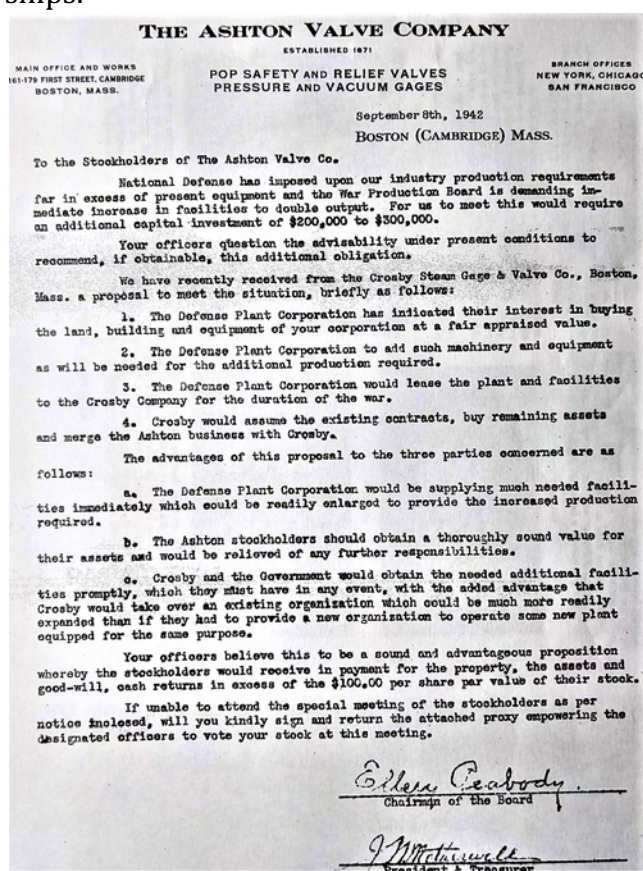 ships.
THE ASHTON VALVE COMPANY
ESTABLISHED 1871
MAIN OFFICE AND WORKS
161-179 FIRST STREET, CAMBRIDGE
BOSTON, MASS.
POP SAFETY AND RELIEF VALVES
PRESSURE AND VACUUM GAGES
BRANCH OFFICES
NEW YORK, CHICAGO
SAN FRANCISCO
September 8th, 1942
BOSTON (CAMBRIDGE) MASS.
To the Stockholders of The Ashton Valve Co.
National Defense has imposed upon our industry production requirements
far in excess of present equipment and the War Production Board is demanding im-
mediate increase in facilities to double output. For us to meet this would require
an additional capital investment of $200,000 to $300,000.
Your officers question the advisability under present conditions to
recommend, if obtainable, this additional obligation.
We have recently received from the Crosby Steam Gage & Valve Co., Boston,
Mass. a proposal to meet the situation, briefly as follows:
1. The Defense Plant Corporation has indicated their interest in buying
the land, building and equipment of your corporation at a fair appraised value.
2. The Defense Plant Corporation to add such machinery and equipment
as will be needed for the additional production required.
3. The Defense Plant Corporation would lease the plant and facilities
to the Crosby Company for the duration of the war.
4. Crosby would assume the existing contracts, buy remaining assets
and merge the Ashton business with Crosby.
The advantages of this proposal to the three parties concerned are as
follows:
a. The Defense Plant Corporation would be supplying much needed facili-
ties immediately which could be readily enlarged to provide the increased production
required.
b. The Ashton stockholders should obtain a thoroughly sound value for
their assets and would be relieved of any further responsibilities.
c. Crosby and the Government would obtain the needed additional facili-
ties promptly, which they must have in any event, with the added advantage that
Crosby would take over an existing organization which could be much more readily
expanded than if they had to provide a new organization to operate some new plant
equipped for the same purpose.
Your officers believe this to be a sound and advantageous proposition
whereby the stockholders would receive in payment for the property, the assets and
good-will, cash returns in excess of the $100.00 per share par value of their stock.
If unable to attend the special meeting of the stockholders as per
notice inclosed, will you kindly sign and return the attached proxy empowering the
designated officers to vote your stock at this meeting.
Ellery Peabody.
Chairman of the Board
President & Treasurer